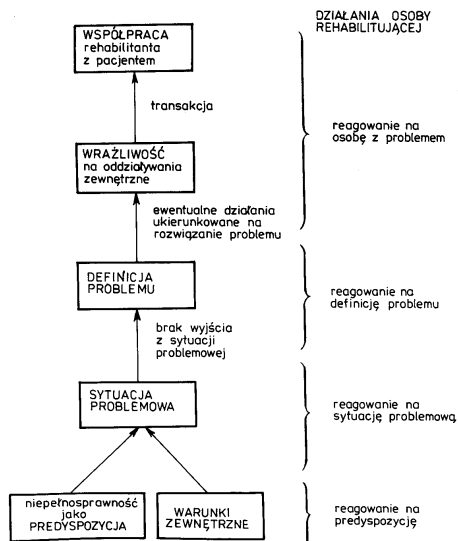 DZIAŁANIA OSOBY
REHABILITUJĄCEJ
WSPÓŁPRACA
rehabilitanta
z pacjentem
transakcja
reagowanie na
osobę z problemem
WRAŻLIWOŚĆ
na oddziaływania
zewnętrzne
ewentualne działania
ukierunkowane na
rozwiązanie problemu
DEFINICJA
PROBLEMU
reagowanie na
definicję problemu
brak wyjścia
z sytuacji
problemowej
SYTUACJA
PROBLEMOWA
reagowanie na
sytuację problemową
niepełnosprawność
jako
PREDYSPOZYCJA
WARUNKI
ZEWNĘTRZNE
reagowanie na
predyspozycję